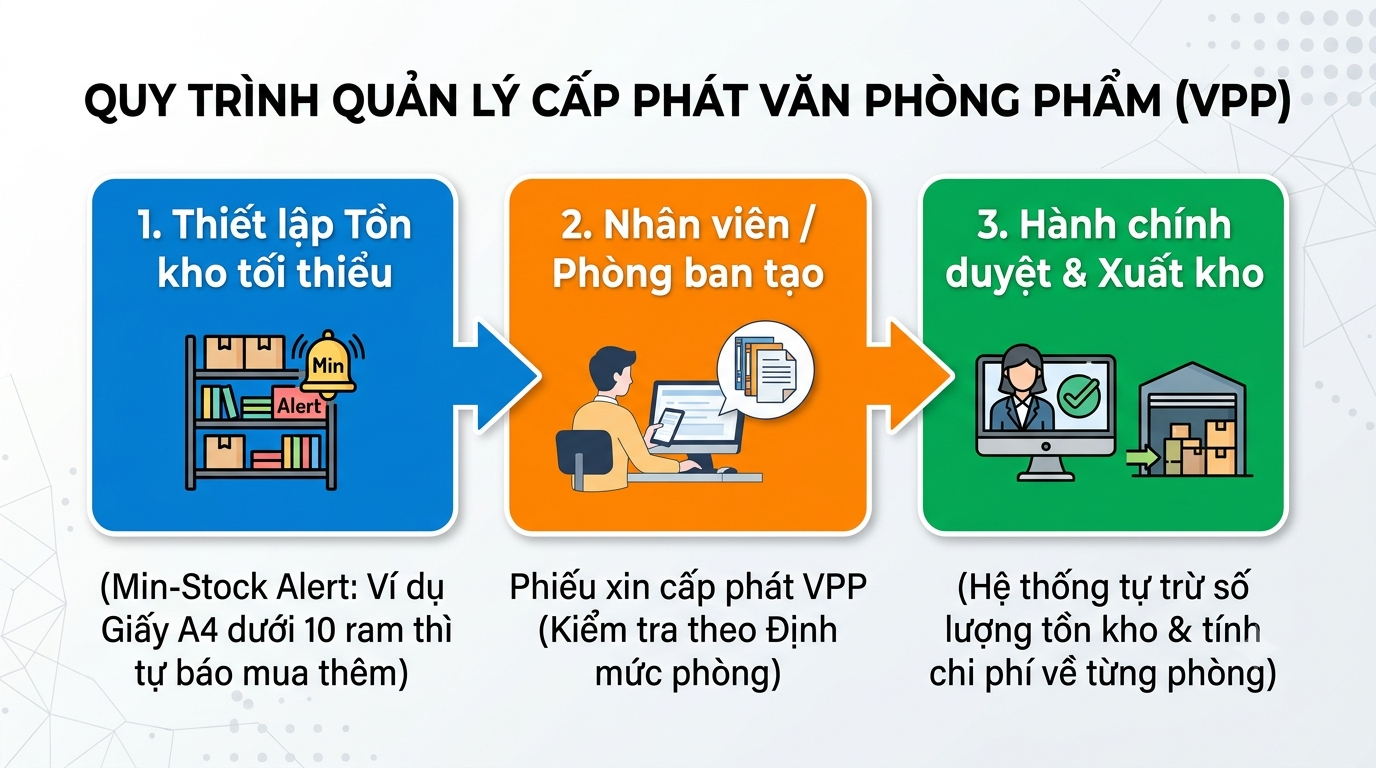 QUY TRÌNH QUẢN LÝ CẤP PHÁT VĂN PHÒNG PHẨM (VPP)
1. Thiết lập Tồn
kho tối thiểu
Min
Alert
(Min-Stock Alert: Ví dụ
Giấy A4 dưới 10 ram thì
tự báo mua thêm)
2. Nhân viên /
Phòng ban tạo
Phiếu xin cấp phát VPP
(Kiểm tra theo Định
mức phòng)
3. Hành chính
duyệt & Xuất kho
(Hệ thống tự trừ số
lượng tồn kho & tính
chi phí về từng phòng)